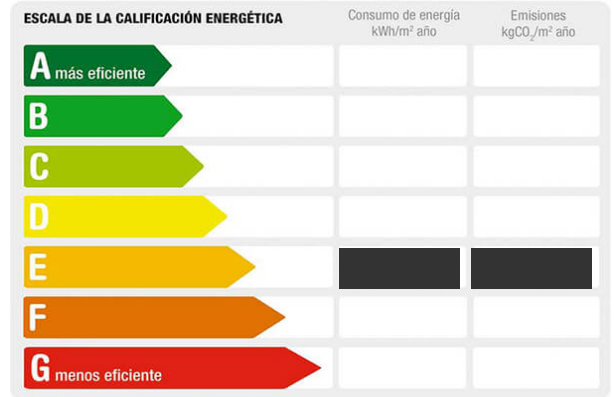 ESCALA DE LA CALIFICACIÓN ENERGÉTICA
Consumo de energía
kWh/m² año
Emisiones
kgCO₂/m² año
A más eficiente
B
C
D
E
F
G menos eficiente